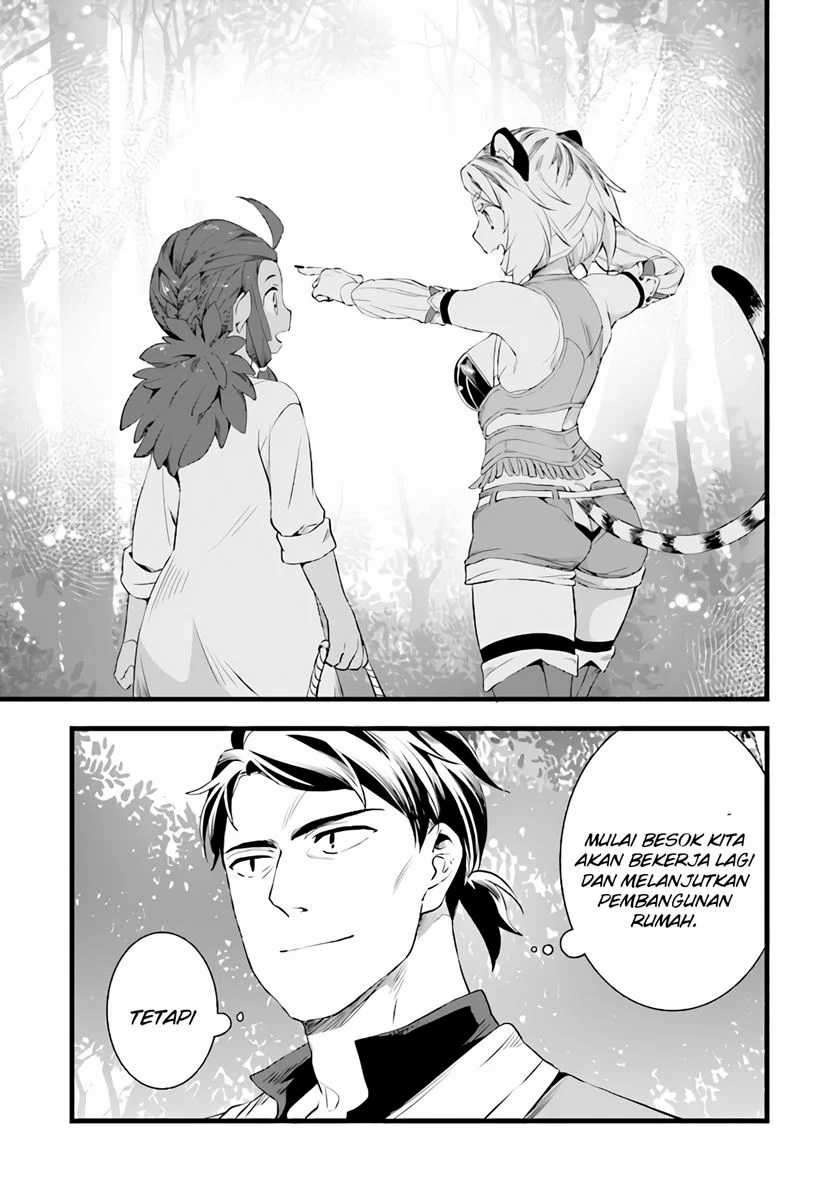 MULAI BESOK KITA
AKAN BEKERJA LAGI
DAN MELANJUTKAN
PEMBANGUNAN
RUMAH.
TETAPI